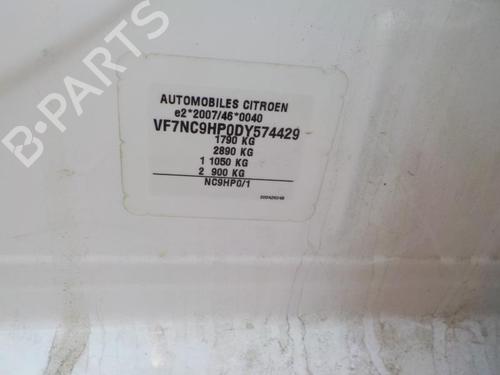 AUTOMOBILES CITROEN
e2*2007/46*0040
VF7NC9HP0DY574429
1790 KG
2890 KG
1 1050 KG
2 900 KG
NC9HP0/1